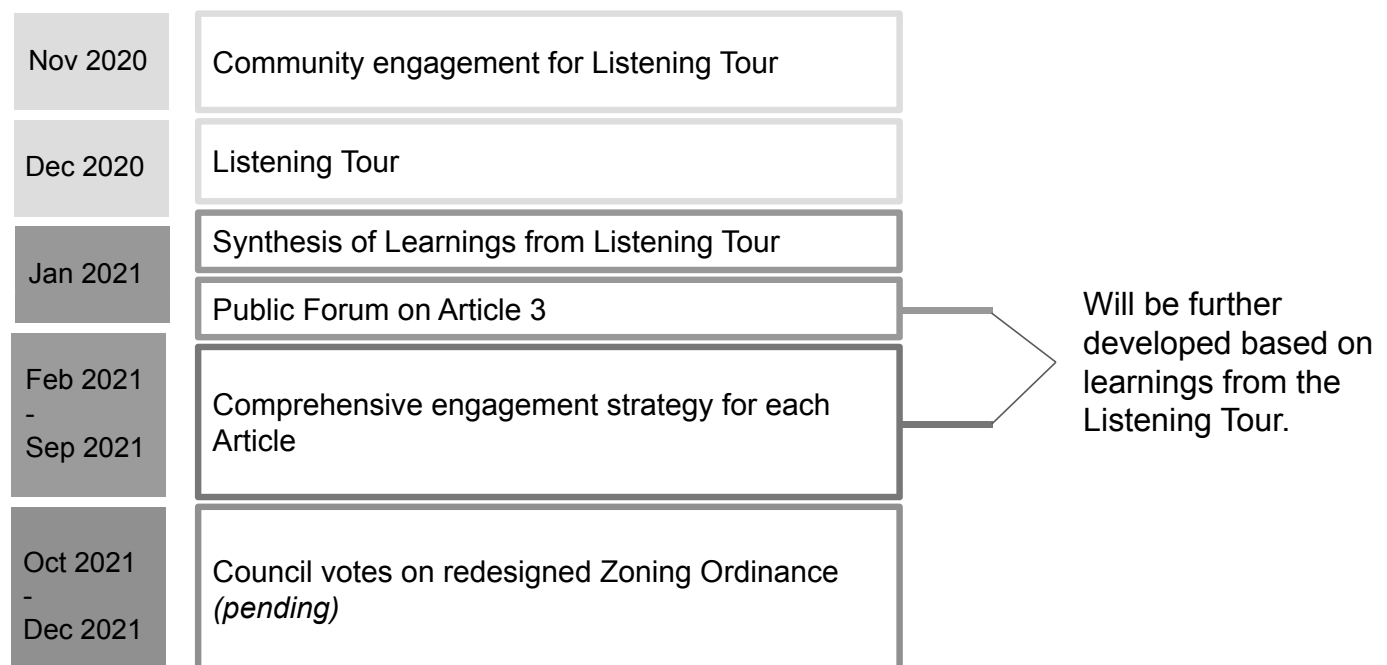 Nov 2020
Community engagement for Listening Tour
Dec 2020
Listening Tour
Jan 2021
Synthesis of Learnings from Listening Tour
Public Forum on Article 3
Feb 2021
-
Sep 2021
Comprehensive engagement strategy for each
Article
Will be further
developed based on
learnings from the
Listening Tour.
Oct 2021
-
Dec 2021
Council votes on redesigned Zoning Ordinance
(pending)